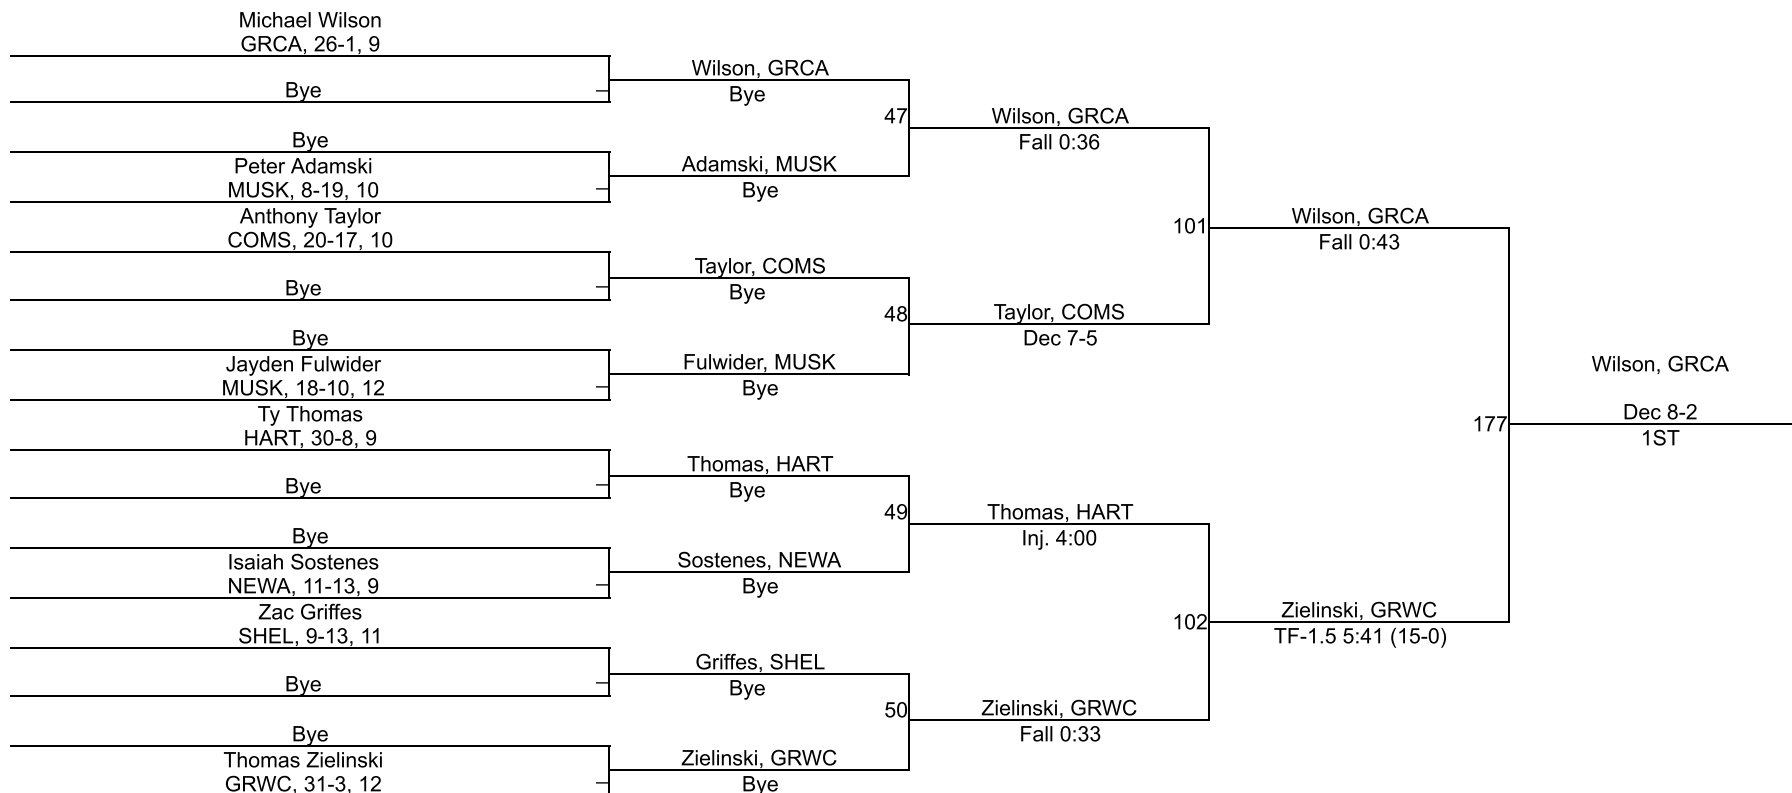 Michael Wilson
GRCA, 26-1, 9
Bye
Bye
Peter Adamski
MUSK, 8-19, 10
Anthony Taylor
COMS, 20-17, 10
Bye
Bye
Jayden Fulwider
MUSK, 18-10, 12
Ty Thomas
HART, 30-8, 9
Bye
Bye
Isaiah Sostenes
NEWA, 11-13, 9
Zac Griffes
SHEL, 9-13, 11
Bye
Bye
Thomas Zielinski
GRWC, 31-3, 12
Wilson, GRCA
Bye
47
Adamski, MUSK
Bye
Taylor, COMS
Bye
48
Fulwider, MUSK
Bye
Thomas, HART
Bye
49
Sostenes, NEWA
Bye
Griffes, SHEL
Bye
50
Zielinski, GRWC
Bye
Wilson, GRCA
Fall 0:36
101
Taylor, COMS
Dec 7-5
Thomas, HART
Inj. 4:00
102
Zielinski, GRWC
Fall 0:33
Wilson, GRCA
Fall 0:43
177
Zielinski, GRWC
TF-1.5 5:41 (15-0)
Wilson, GRCA
Dec 8-2
1ST